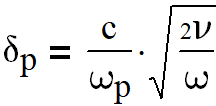 δp = c/ωp · √(2ν/ω)